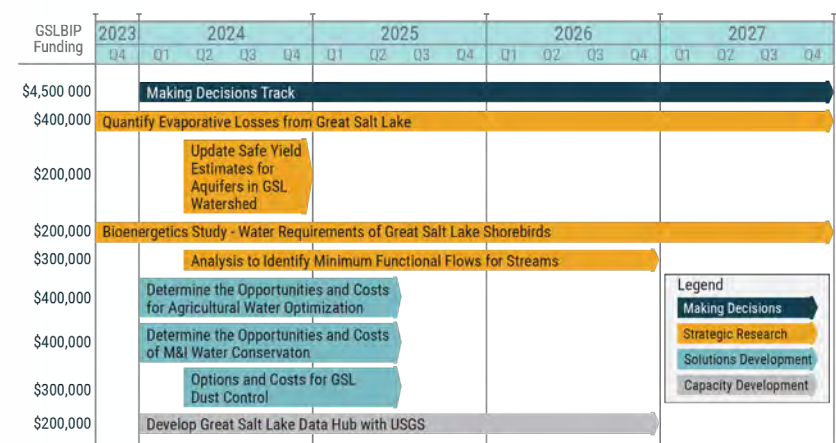 GSLBIP
Funding
2023 2024 2025 2026 2027
Q4 Q1 Q2 Q3 Q4 Q1 Q2 Q3 Q4 Q1 Q2 Q3 Q4 Q1 Q2 Q3 Q4
$4,500 000 Making Decisions Track
$400,000 Quantify Evaporative Losses from Great Salt Lake
$200,000
Update Safe Yield
Estimates for
Aquifers in GSL
Watershed
$200,000 Bioenergetics Study - Water Requirements of Great Salt Lake Shorebirds
$300,000 Analysis to Identify Minimum Functional Flows for Streams
$400,000
Determine the Opportunities and Costs
for Agricultural Water Optimization
$400,000
Determine the Opportunities and Costs
of M&I Water Conservaton
$300,000
Options and Costs for GSL
Dust Control
$200,000 Develop Great Salt Lake Data Hub with USGS
Legend
Making Decisions
Strategic Research
Solutions Development
Capacity Development